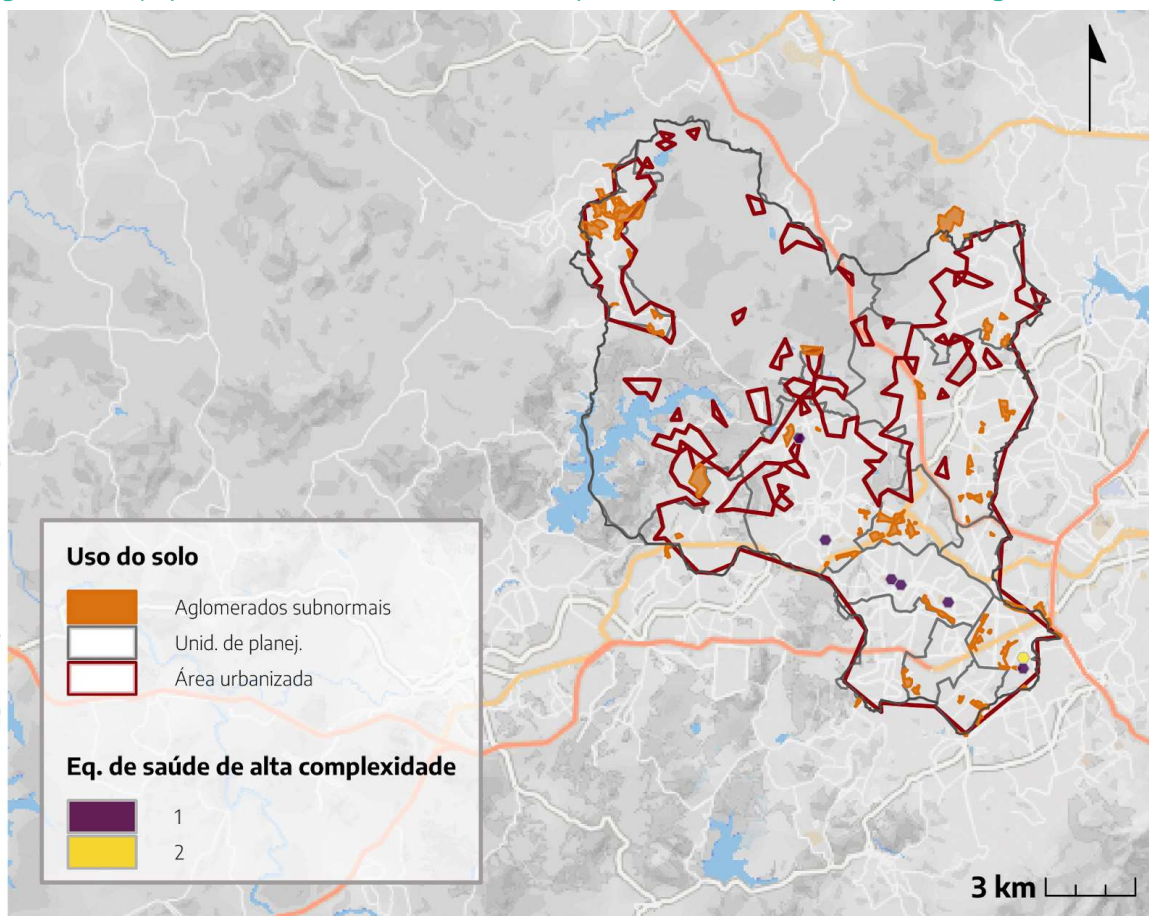 Uso do solo
Aglomerados subnormais
Unid. de planej.
Área urbanizada
Eq. de saúde de alta complexidade
1
2
3 km